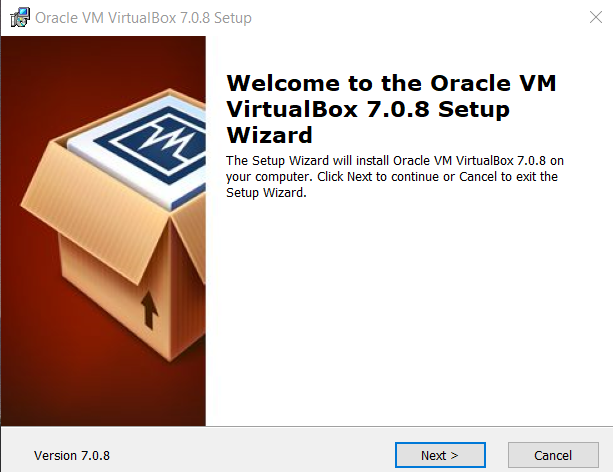 Oracle VM VirtualBox 7.0.8 Setup
Welcome to the Oracle VM
VirtualBox 7.0.8 Setup
Wizard
The Setup Wizard will install Oracle VM VirtualBox 7.0.8 on
your computer. Click Next to continue or Cancel to exit the
Setup Wizard.
Version 7.0.8
Next >
Cancel